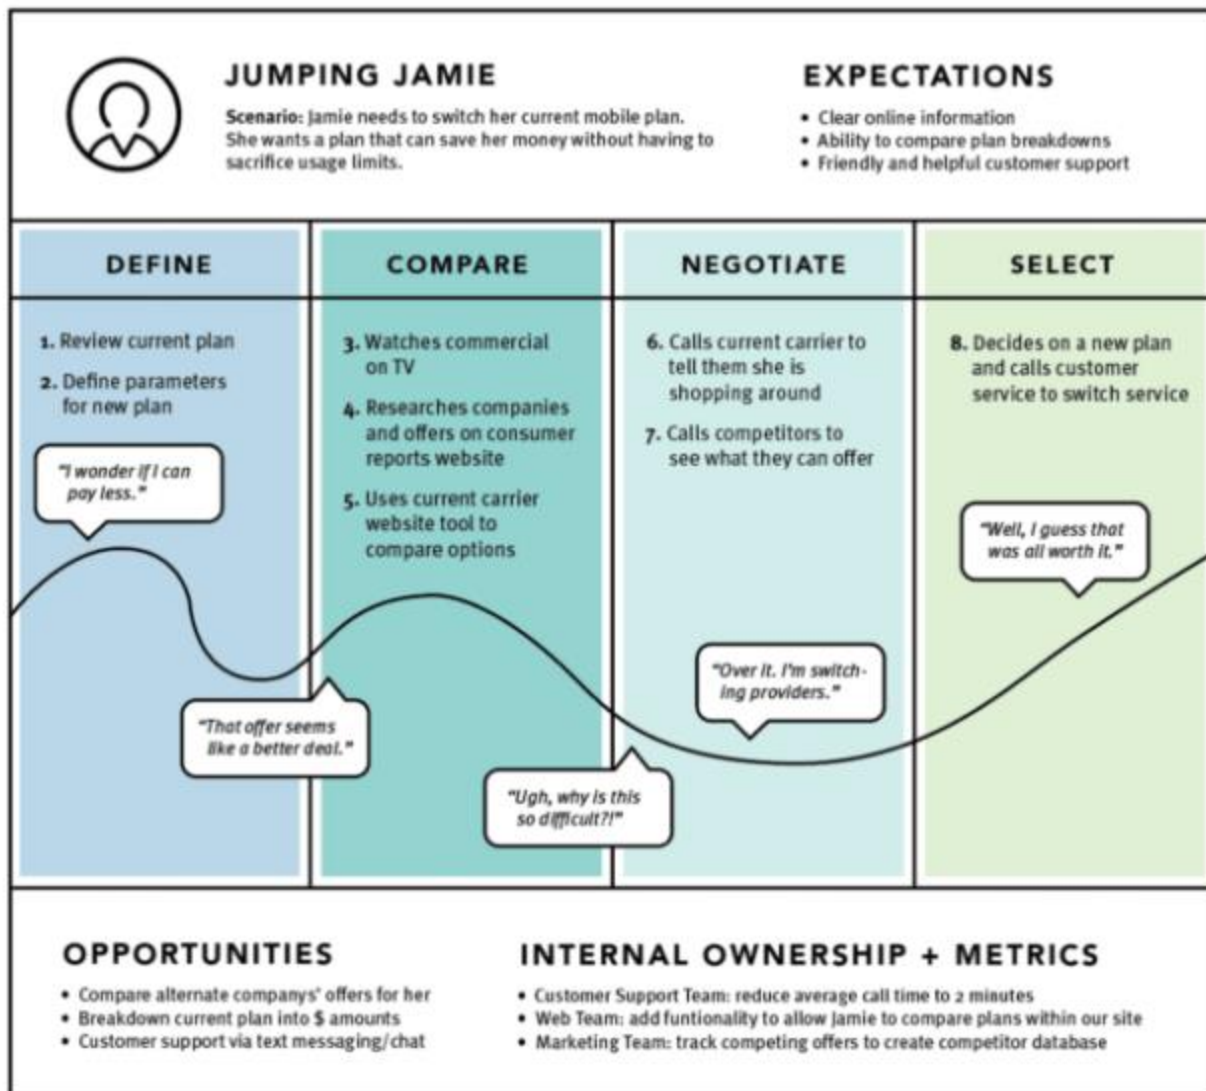 JUMPING JAMIE
Scenario: Jamie needs to switch her current mobile plan.
She wants a plan that can save her money without having to
sacrifice usage limits.
EXPECTATIONS
• Clear online information
• Ability to compare plan breakdowns
• Friendly and helpful customer support
DEFINE
1. Review current plan
2. Define parameters
for new plan
"I wonder if I can
pay less."
COMPARE
3. Watches commercial
on TV
4. Researches companies
and offers on consumer
reports website
5. Uses current carrier
website tool to
compare options
"That offer seems
like a better deal."
NEGOTIATE
6. Calls current carrier to
tell them she is
shopping around
7. Calls competitors to
see what they can offer
"Ugh, why is this
so difficult?!"
"Over it. I'm switch-
ing providers."
SELECT
8. Decides on a new plan
and calls customer
service to switch service
"Well, I guess that
was all worth it."
OPPORTUNITIES
• Compare alternate companys' offers for her
• Breakdown current plan into $ amounts
• Customer support via text messaging/chat
INTERNAL OWNERSHIP + METRICS
• Customer Support Team: reduce average call time to 2 minutes
• Web Team: add funtionality to allow Jamie to compare plans within our site
• Marketing Team: track competing offers to create competitor database